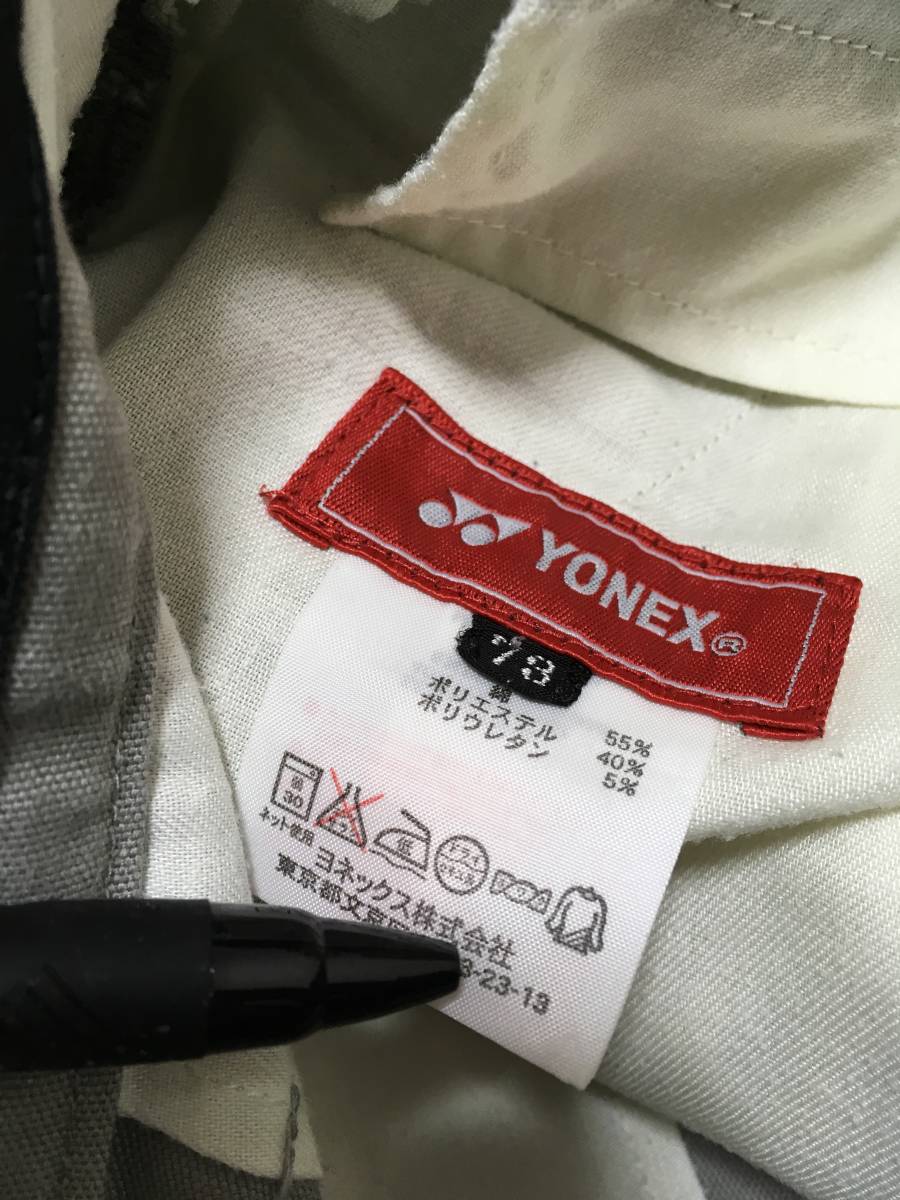 YONEX®
73
綿 55%
ポリエステル 40%
ポリウレタン 5%
30
ネット使用
ヨネックス株式会社
東京都文京
3-23-13